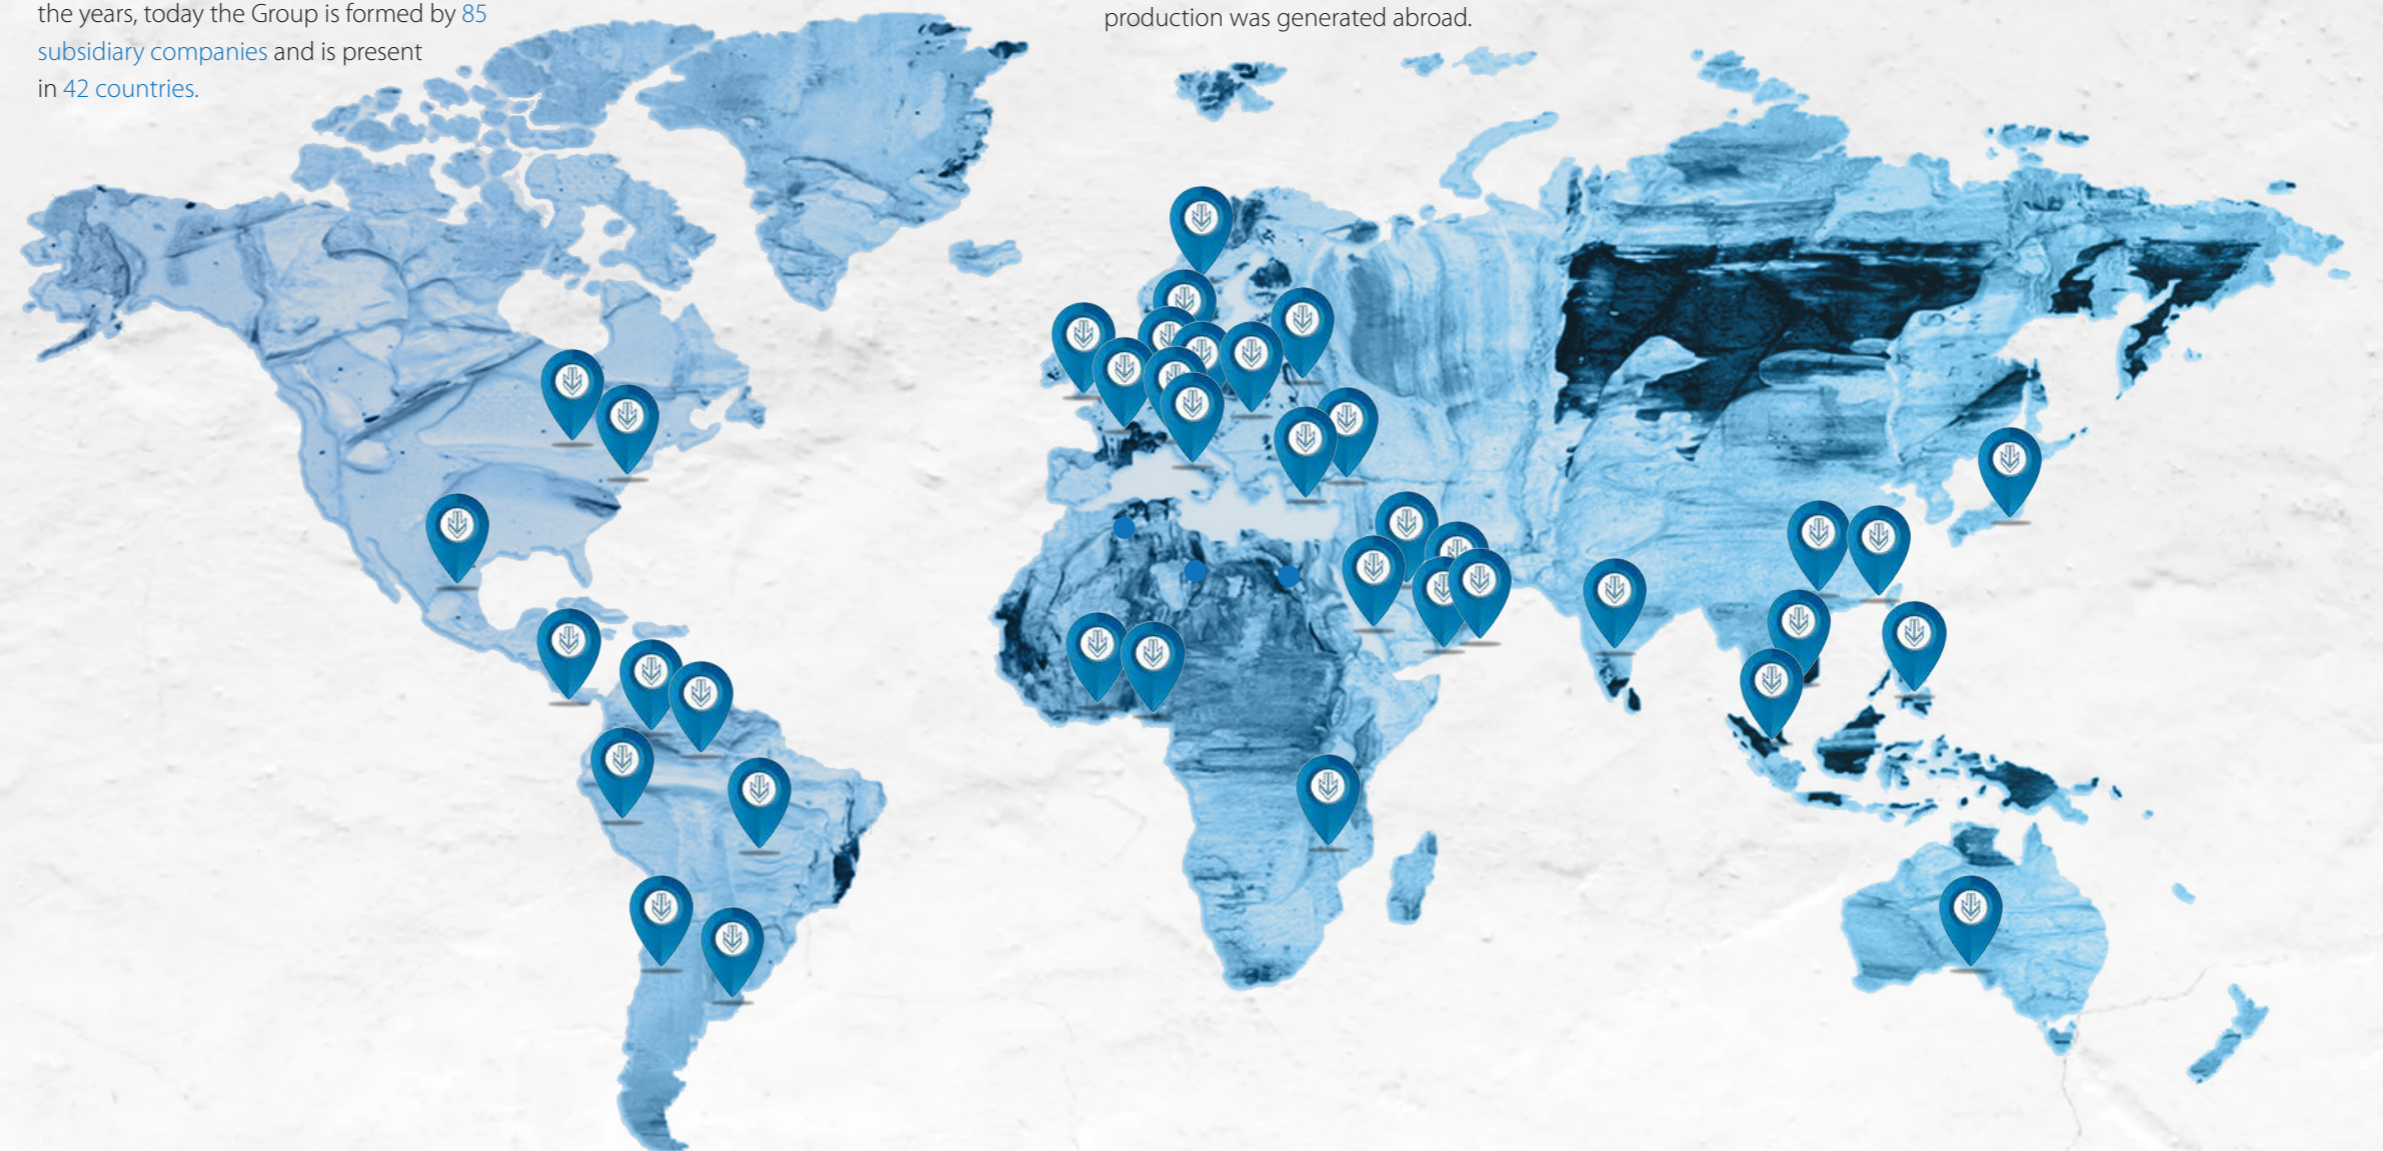 the years, today the Group is formed by 85
subsidiary companies and is present
in 42 countries.
production was generated abroad.